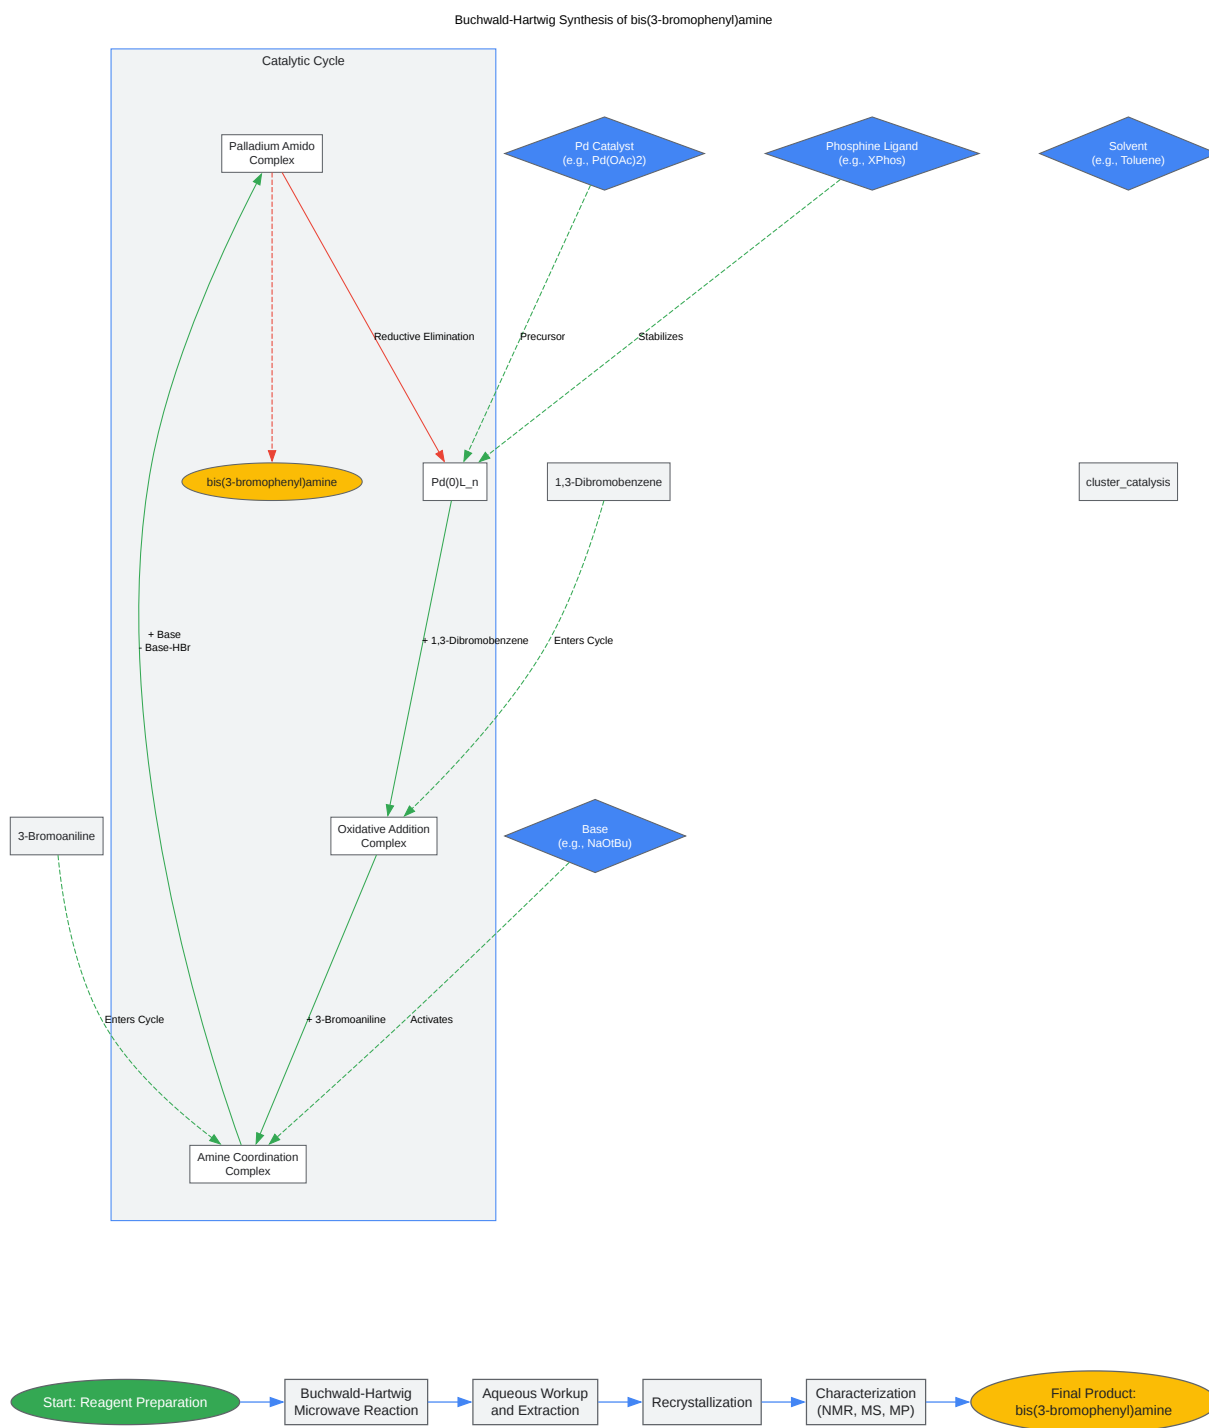 Buchwald-Hartwig Synthesis of bis(3-bromophenyl)amine
Catalytic Cycle
Palladium Amido
Complex
Pd Catalyst
(e.g., Pd(OAc)2)
Phosphine Ligand
(e.g., XPhos)
Solvent
(e.g., Toluene)
Reductive Elimination
Precursor
Stabilizes
bis(3-bromophenyl)amine
Pd(0)L_n
1,3-Dibromobenzene
cluster_catalysis
+ Base
- Base-HBr
+ 1,3-Dibromobenzene
Enters Cycle
3-Bromoaniline
Oxidative Addition
Complex
Base
(e.g., NaOtBu)
Enters Cycle
+ 3-Bromoaniline
Activates
Amine Coordination
Complex
Start: Reagent Preparation
Buchwald-Hartwig
Microwave Reaction
Aqueous Workup
and Extraction
Recrystallization
Characterization
(NMR, MS, MP)
Final Product:
bis(3-bromophenyl)amine